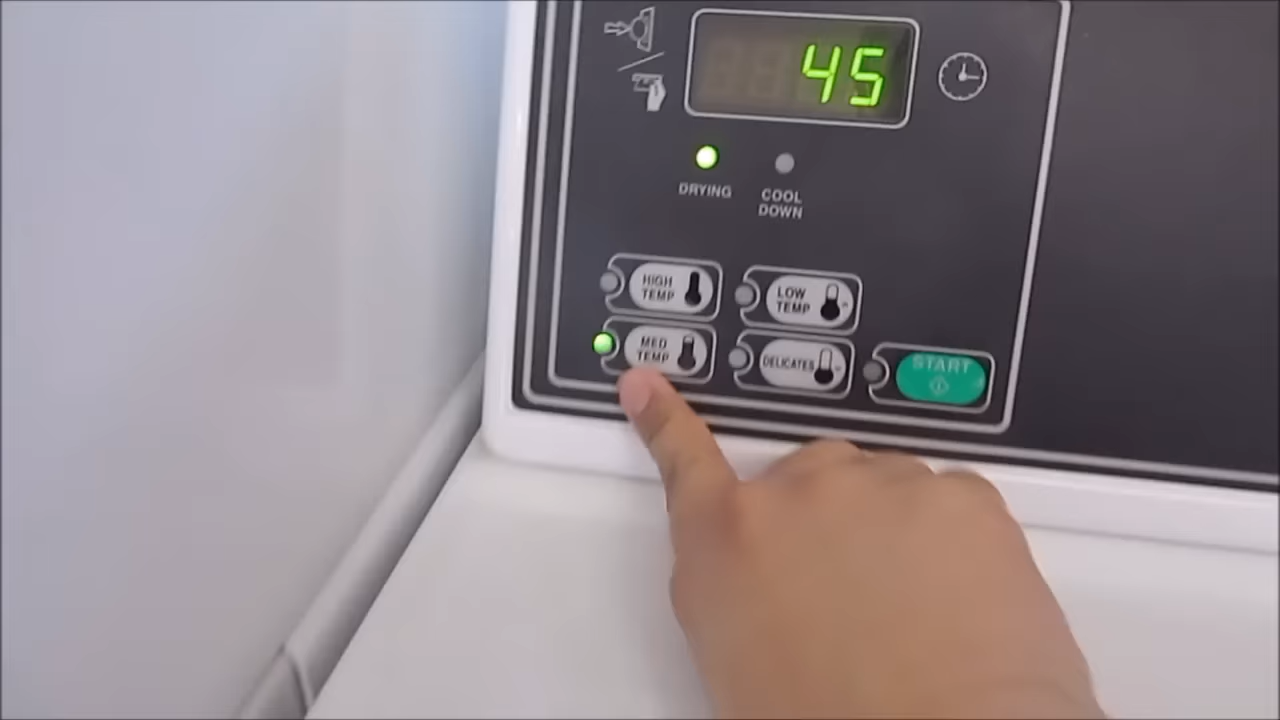 45
DRYING
COOL
DOWN
HIGH
TEMP
LOW
TEMP
MED
TEMP
DELICATES
START